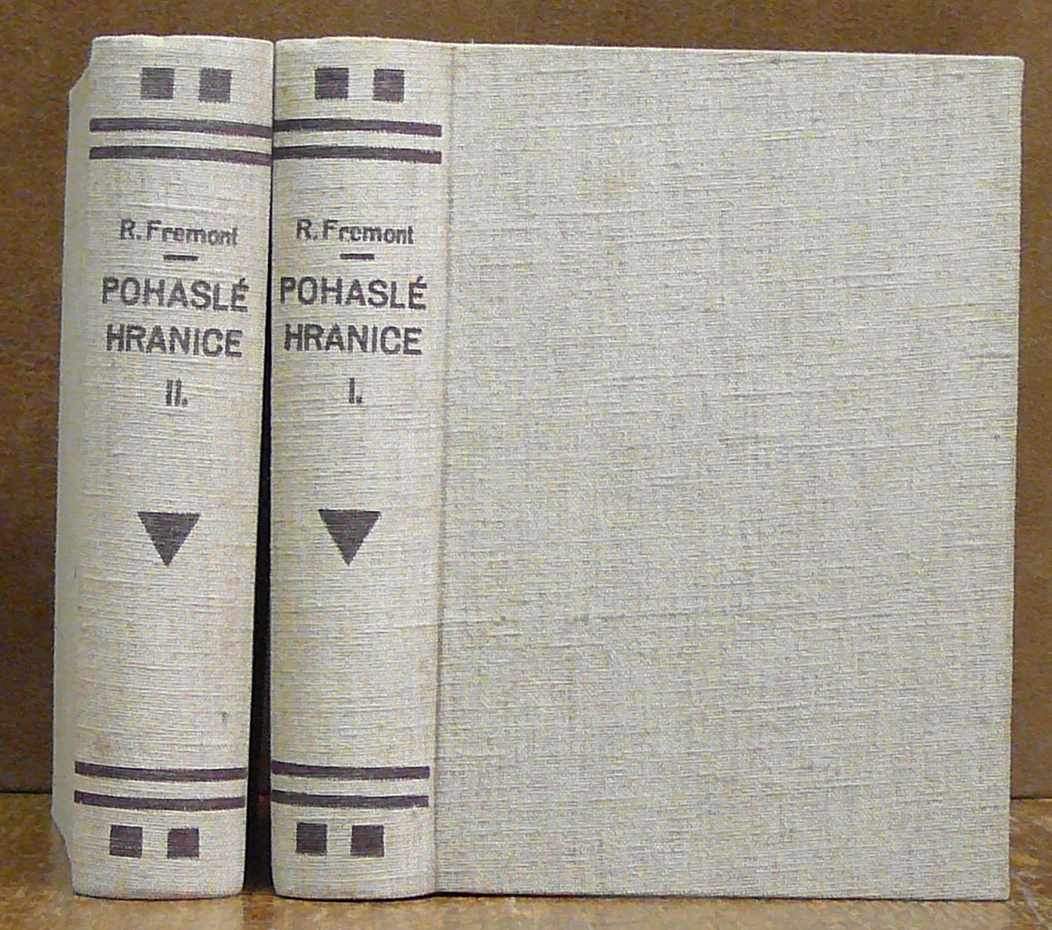 R. Fremont
POHASLÉ
HRANICE
II.
R. Fremont
POHASLÉ
HRANICE
I.